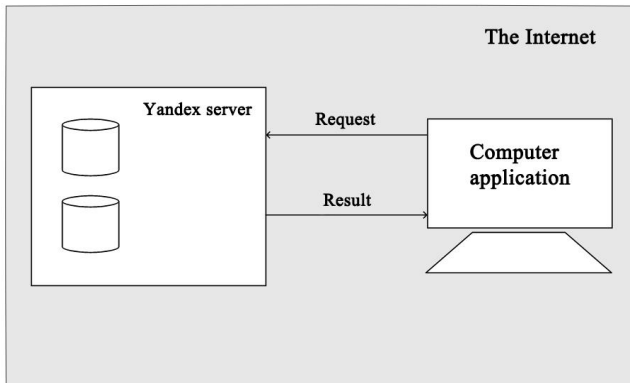 The Internet
Yandex server
Request
Computer
application
Result